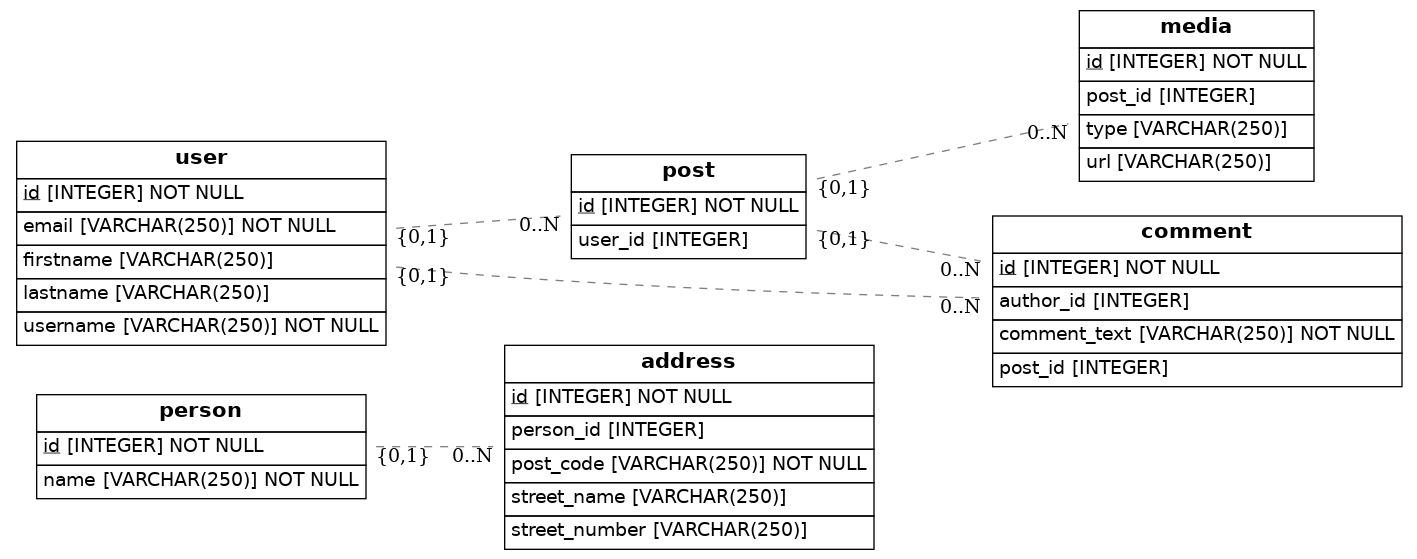 media
id [INTEGER] NOT NULL
post_id [INTEGER]
type [VARCHAR(250)]
url [VARCHAR(250)]
user
id [INTEGER] NOT NULL
email [VARCHAR(250)] NOT NULL
firstname [VARCHAR(250)]
lastname [VARCHAR(250)]
username [VARCHAR(250)] NOT NULL
post
id [INTEGER] NOT NULL
user_id [INTEGER]
comment
id [INTEGER] NOT NULL
author_id [INTEGER]
comment_text [VARCHAR(250)] NOT NULL
post_id [INTEGER]
{0,1}
0..N
{0,1}
0..N
{0,1}
0..N
{0,1}
0..N
address
id [INTEGER] NOT NULL
person_id [INTEGER]
post_code [VARCHAR(250)] NOT NULL
street_name [VARCHAR(250)]
street_number [VARCHAR(250)]
person
id [INTEGER] NOT NULL
name [VARCHAR(250)] NOT NULL
{0,1}
0..N